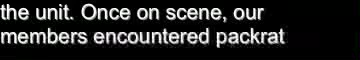 the unit. Once on scene, our
members encountered packrat